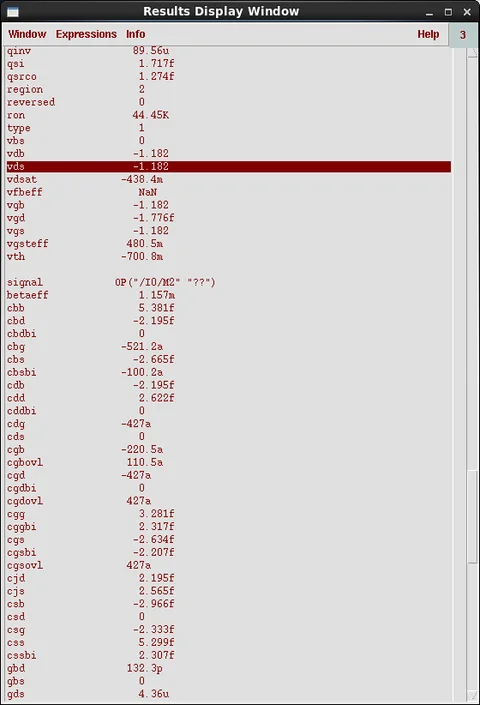 Results Display Window
Window Expressions Info Help 3
qinv 89.56u
qsi 1.717f
qsrco 1.274f
region 2
reversed 0
ron 44.45K
type 1
vbs 0
vdb -1.182
vds -1.182
vdsat -438.4m
vfbeff NaN
vgb -1.182
vgd -1.776f
vgs -1.182
vgsteff 480.5m
vth -700.8m
signal OP("/I0/M2" "??")
betaeff 1.157m
cbb 5.381f
cbd -2.195f
cbdbi 0
cbg -521.2a
cbs -2.665f
cbsbi -100.2a
cdb -2.195f
cdd 2.622f
cddbi 0
cdg -427a
cds 0
cgb -220.5a
cgbovl 110.5a
cgd -427a
cgdbi 0
cgdovl 427a
cgg 3.281f
cggbi 2.317f
cgs -2.634f
cgsbi -2.207f
cgsovl 427a
cjd 2.195f
cjs 2.565f
csb -2.966f
csd 0
csg -2.333f
css 5.299f
cssbi 2.307f
gbd 132.3p
gbs 0
gds 4.36u